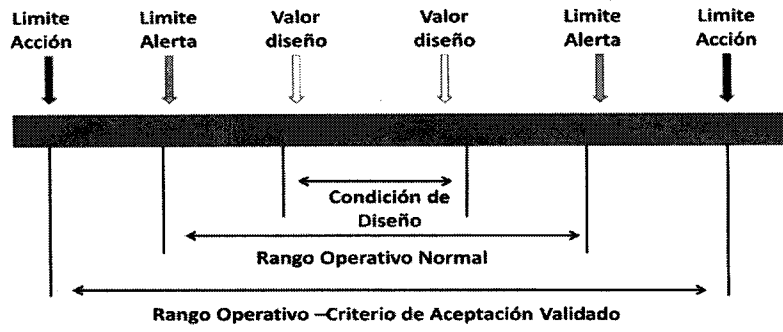 Limite Acción
Limite Alerta
Valor diseño
Valor diseño
Limite Alerta
Limite Acción
Condición de
Diseño
Rango Operativo Normal
Rango Operativo –Criterio de Aceptación Validado